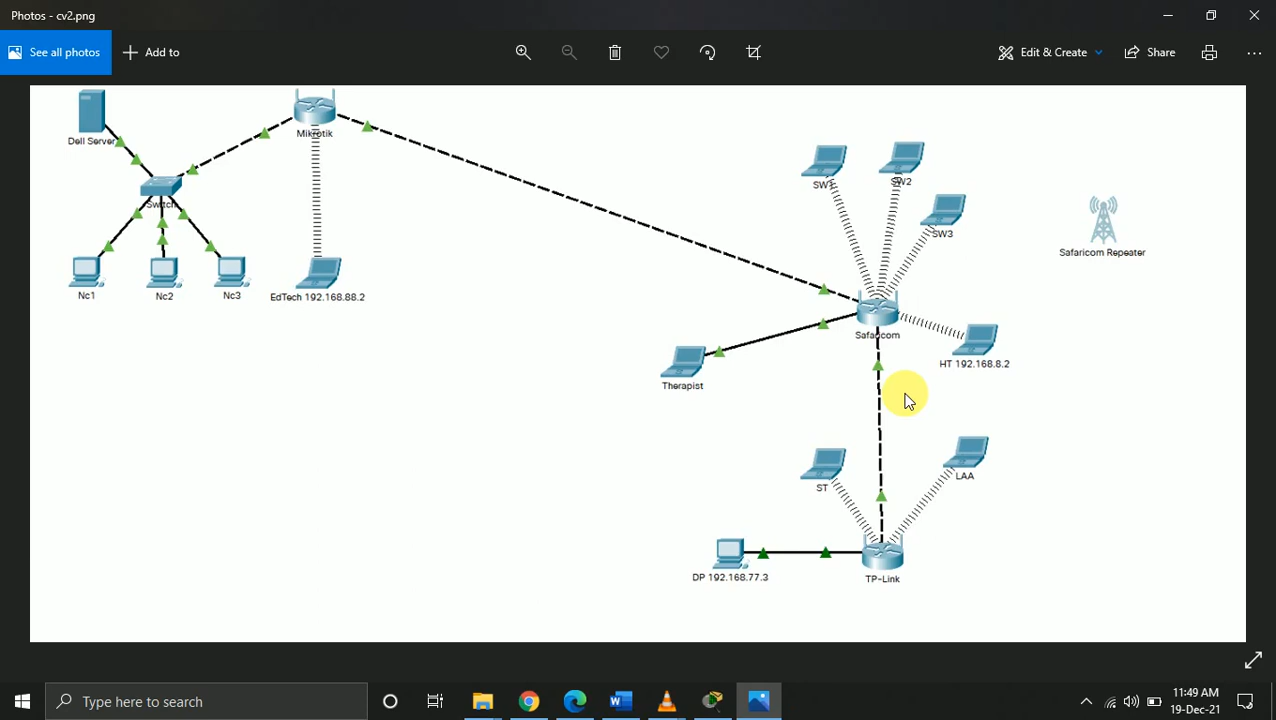 Photos - cv2.png
See all photos
Add to
Edit & Create
Share
Dell Server
Mikrotik
Switch
SW1
SW2
SW3
Safaricom Repeater
Nc1
Nc2
Nc3
EdTech 192.168.88.2
Safaricom
HT 192.168.8.2
Therapist
ST
LAA
DP 192.168.77.3
TP-Link
Type here to search
11:49 AM
19-Dec-21